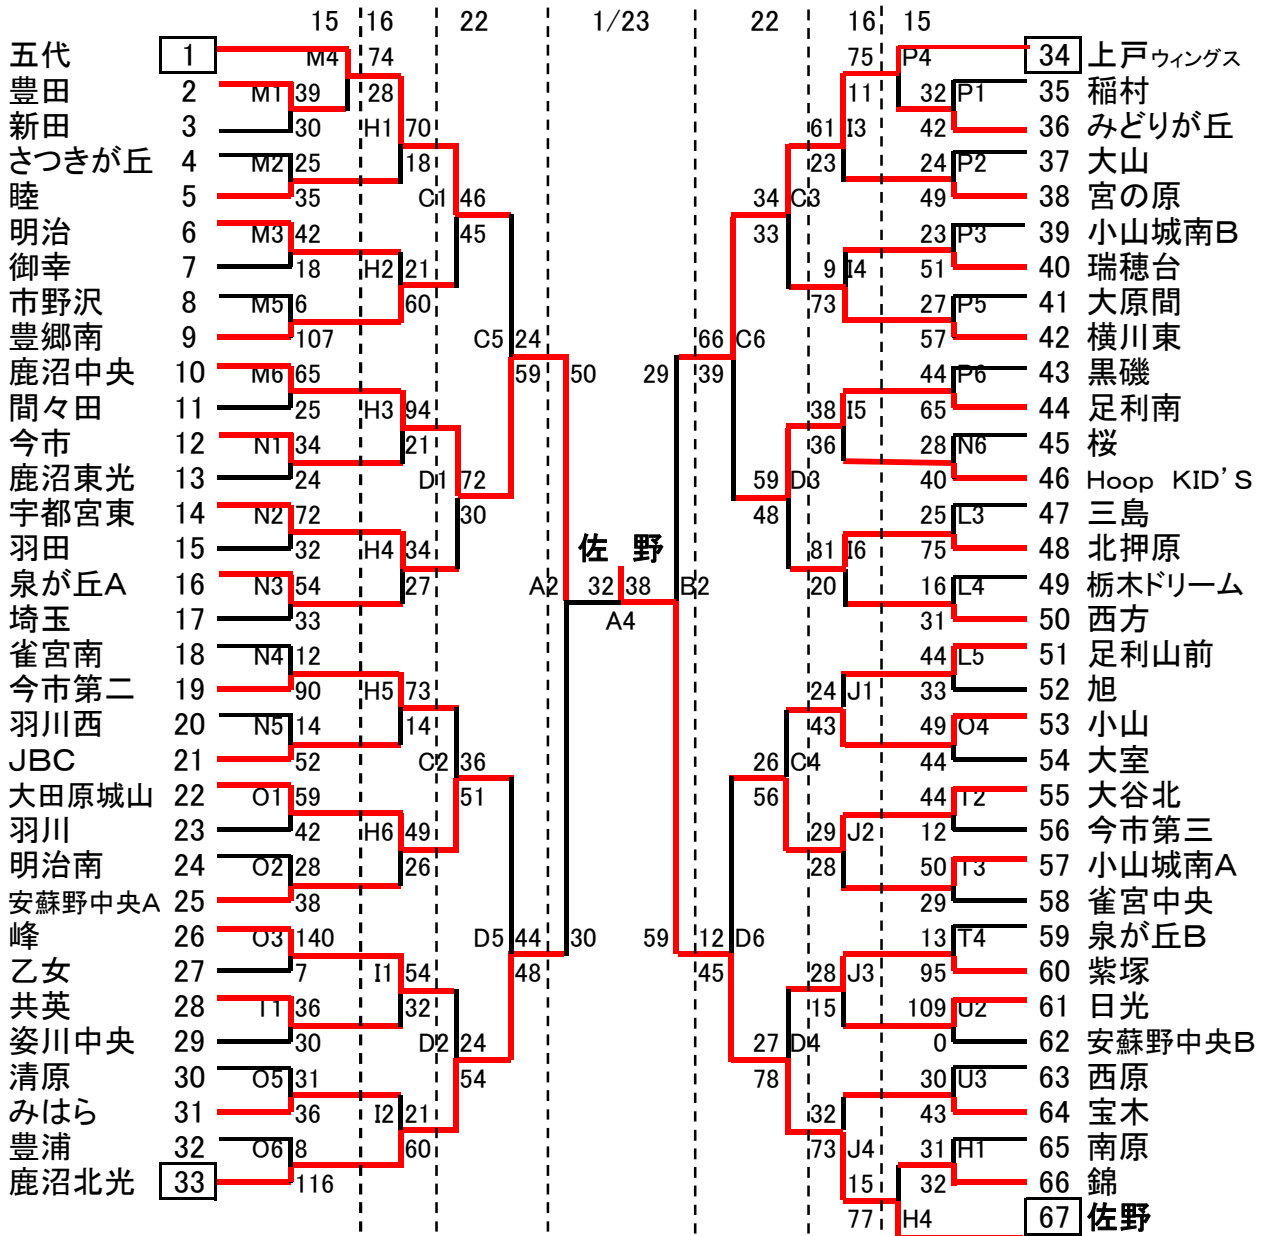 15 16 22 1/23 22 16 15
五代 1 M4 74 75 P4 34 上戸ウィングス
豊田 2 M1 39 28 11 32 P1 35 稲村
新田 3 30 H1 70 61 I3 42 36 みどりが丘
さつきが丘 4 M2 25 18 23 24 P2 37 大山
睦 5 35 C1 46 34 C3 49 38 宮の原
明治 6 M3 42 45 33 23 P3 39 小山城南B
御幸 7 18 H2 21 9 I4 51 40 瑞穂台
市野沢 8 M5 6 60 73 27 P5 41 大原間
豊郷南 9 107 C5 24 66 C6 57 42 横川東
鹿沼中央 10 M6 65 59 50 29 39 44 P6 43 黒磯
間々田 11 25 H3 94 38 I5 65 44 足利南
今市 12 N1 34 21 36 28 N6 45 桜
鹿沼東光 13 24 D1 72 59 D3 40 46 Hoop KID'S
宇都宮東 14 N2 72 30 48 25 L3 47 三島
羽田 15 32 H4 34 佐野 81 I6 75 48 北押原
泉が丘A 16 N3 54 27 A2 32 38 B2 20 16 L4 49 栃木ドリーム
埼玉 17 33 A4 31 50 西方
雀宮南 18 N4 12 44 L5 51 足利山前
今市第二 19 90 H5 73 24 J1 33 52 旭
羽川西 20 N5 14 14 43 49 O4 53 小山
JBC 21 52 C2 36 26 C4 44 54 大室
大田原城山 22 O1 59 51 56 44 T2 55 大谷北
羽川 23 42 H6 49 29 J2 12 56 今市第三
明治南 24 O2 28 26 28 50 T3 57 小山城南A
安蘇野中央A 25 38 29 58 雀宮中央
峰 26 O3 140 D5 44 30 59 12 D6 13 T4 59 泉が丘B
乙女 27 7 I1 54 48 45 28 J3 95 60 紫塚
共英 28 T1 36 32 15 109 U2 61 日光
姿川中央 29 30 D2 24 27 D4 0 62 安蘇野中央B
清原 30 O5 31 54 78 30 U3 63 西原
みはら 31 36 I2 21 32 43 64 宝木
豊浦 32 O6 8 60 73 J4 31 H1 65 南原
鹿沼北光 33 116 15 32 66 錦
77 H4 67 佐野